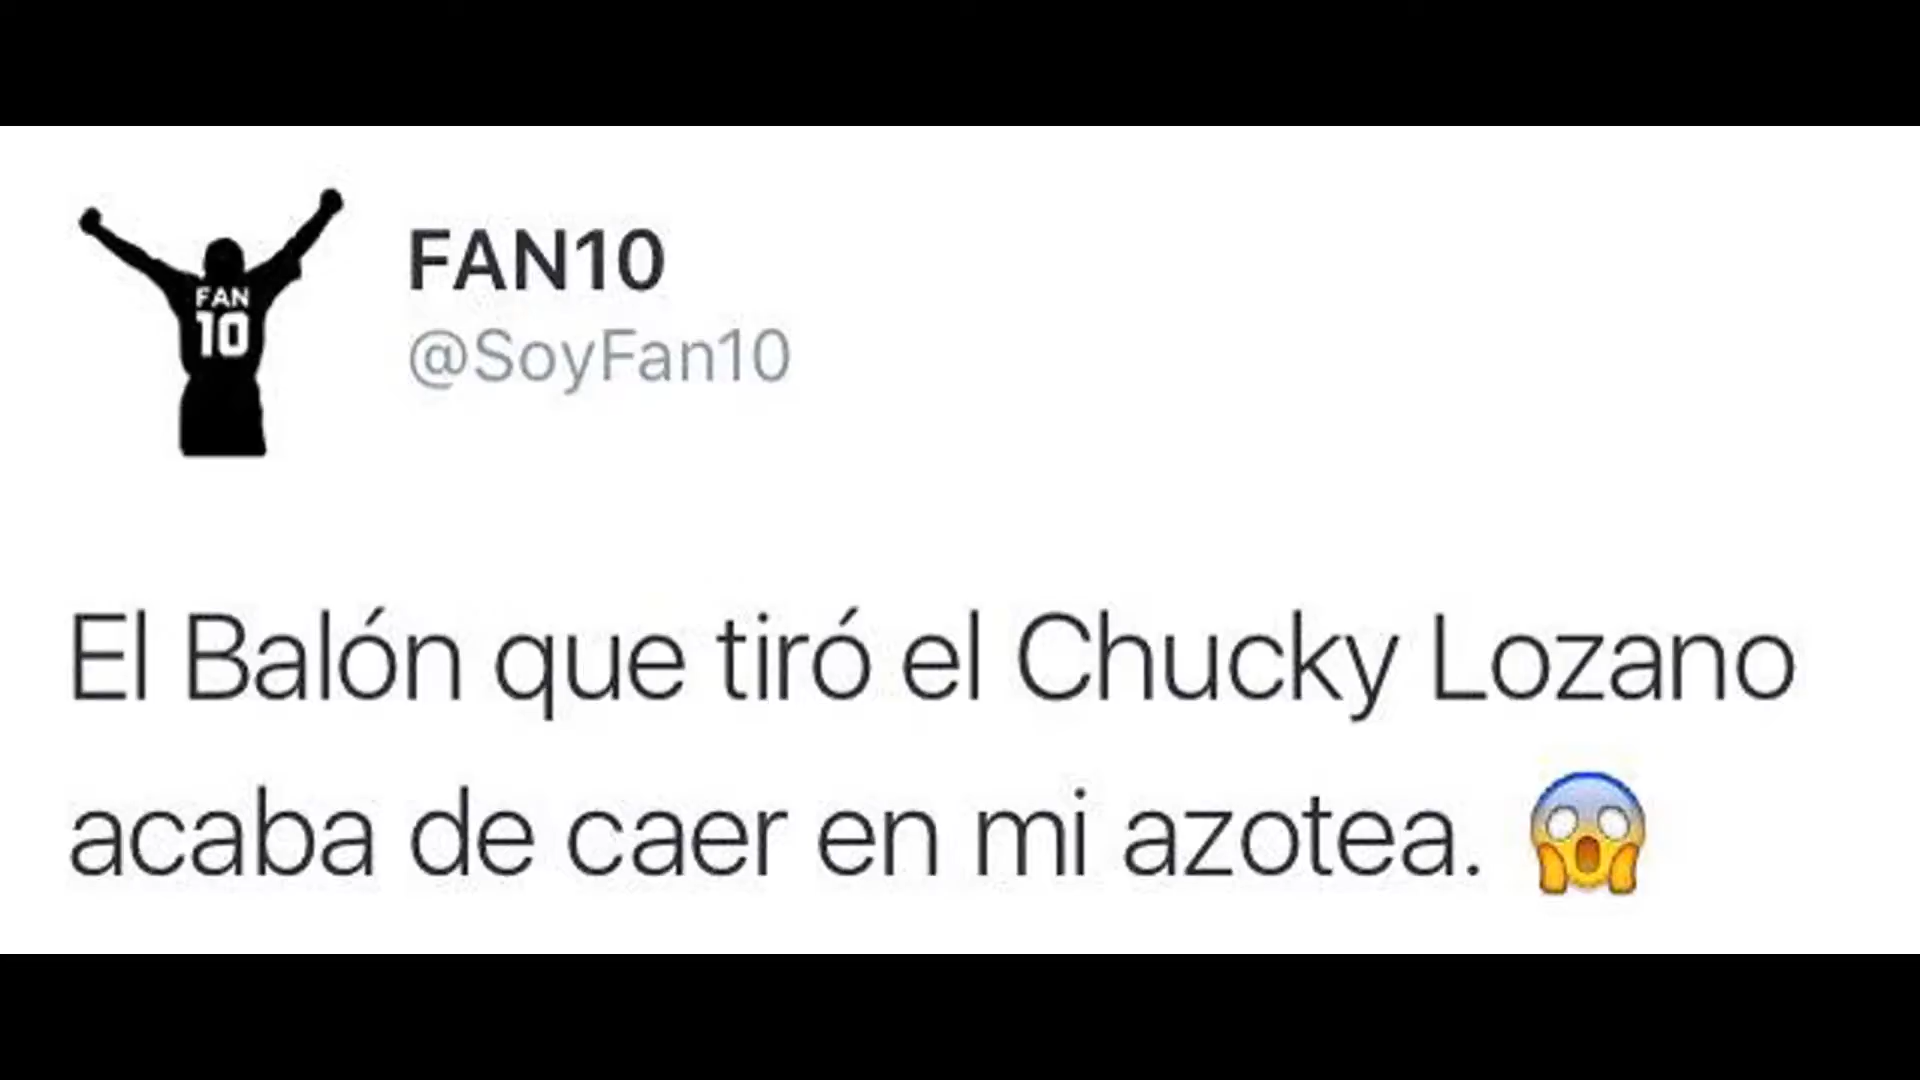 FAN
10
FAN10
@SoyFan10
El Balón que tiró el Chucky Lozano
acaba de caer en mi azotea. 😱